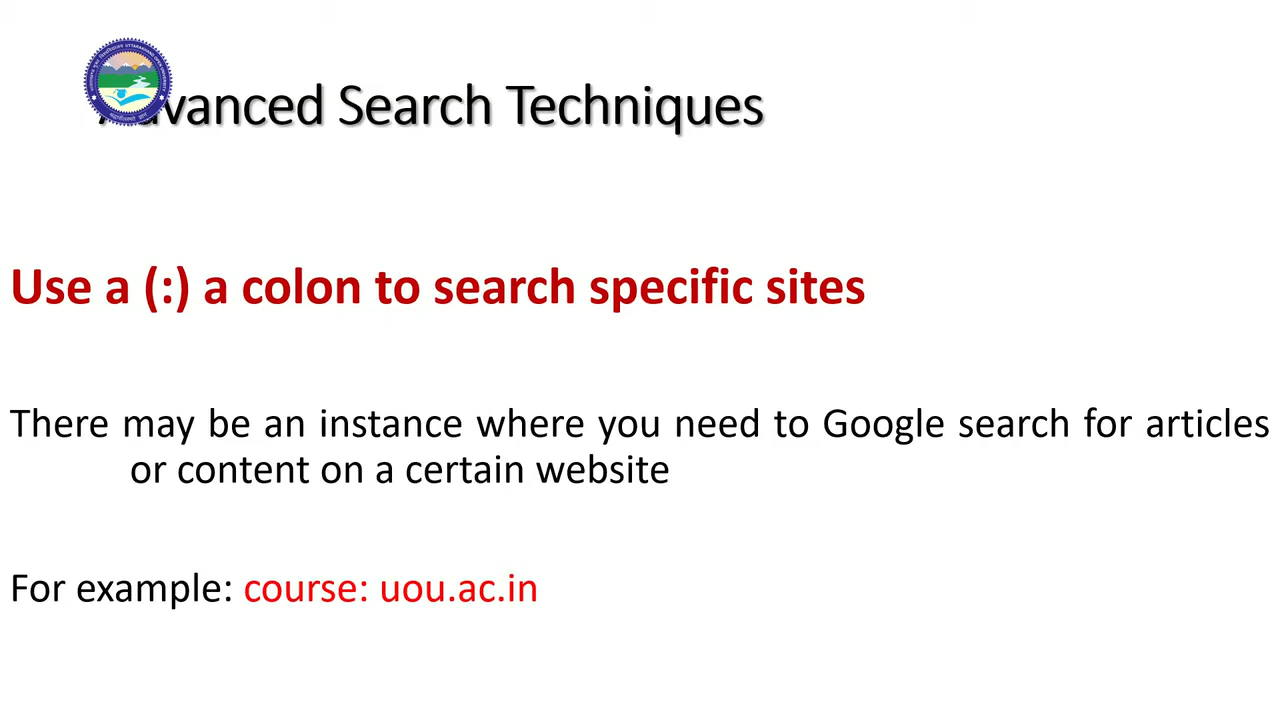 Advanced Search Techniques
Use a (:) a colon to search specific sites
There may be an instance where you need to Google search for articles
or content on a certain website
For example: course: uou.ac.in